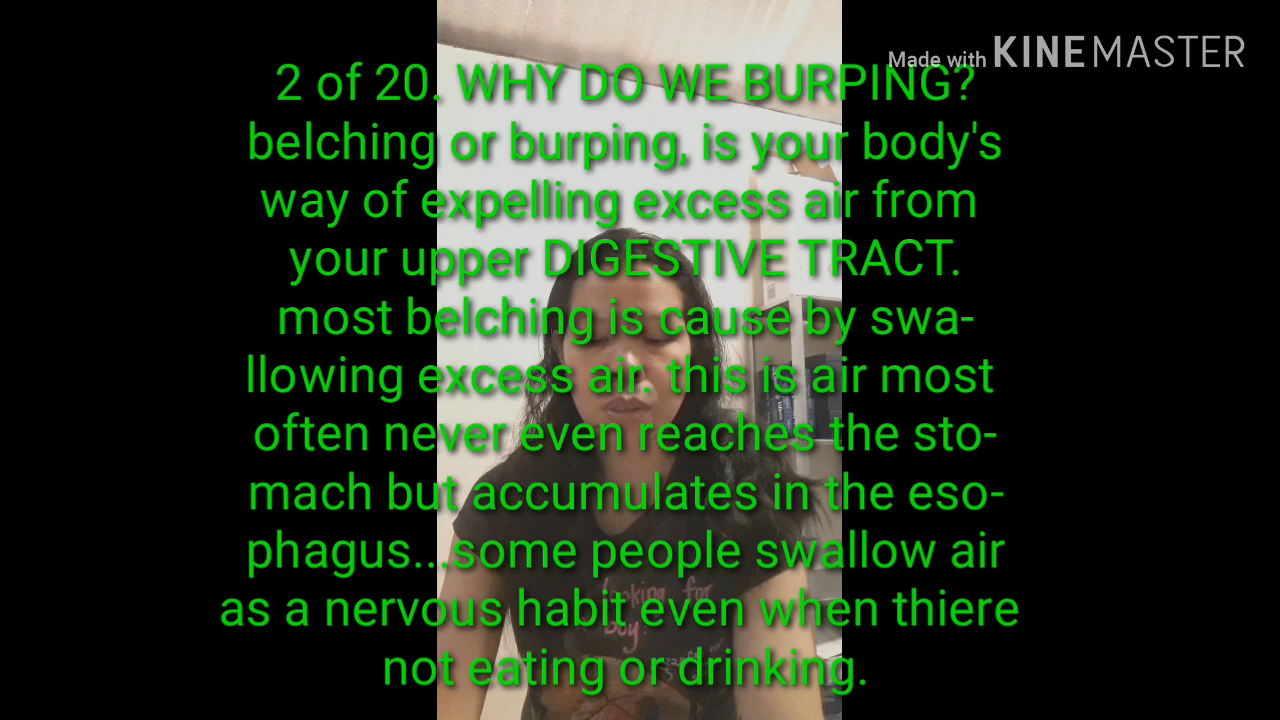 Made with KINEMASTER
2 of 20. WHY DO WE BURPING?
belching or burping, is your body's
way of expelling excess air from
your upper DIGESTIVE TRACT.
most belching is cause by swa-
llowing excess air. this is air most
often never even reaches the sto-
mach but accumulates in the eso-
phagus...some people swallow air
as a nervous habit even when thiere
not eating or drinking.
looking for
boy?